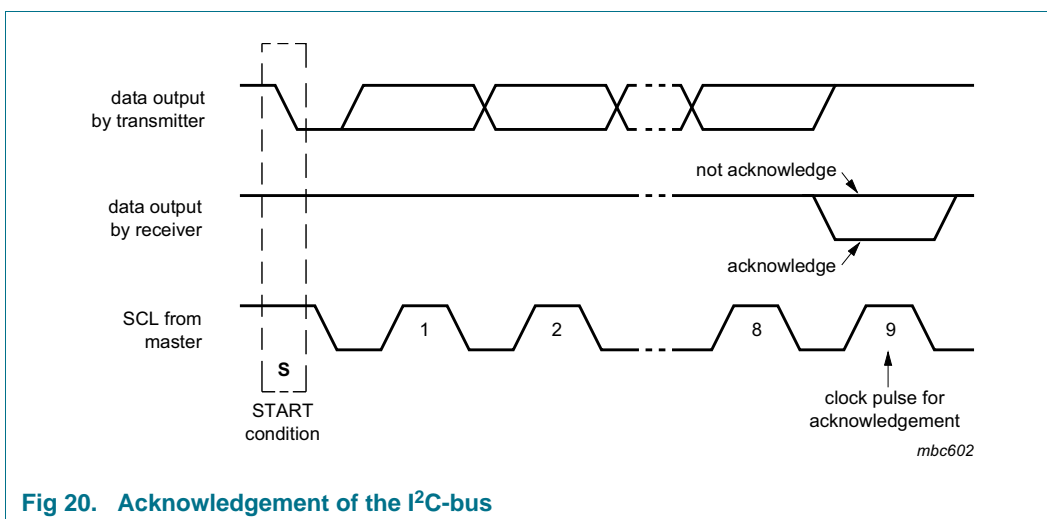 data output
by transmitter
not acknowledge
data output
by receiver
acknowledge
SCL from
master
1
2
8
9
S
START
condition
clock pulse for
acknowledgement
mbc602
Fig 20. Acknowledgement of the I²C-bus